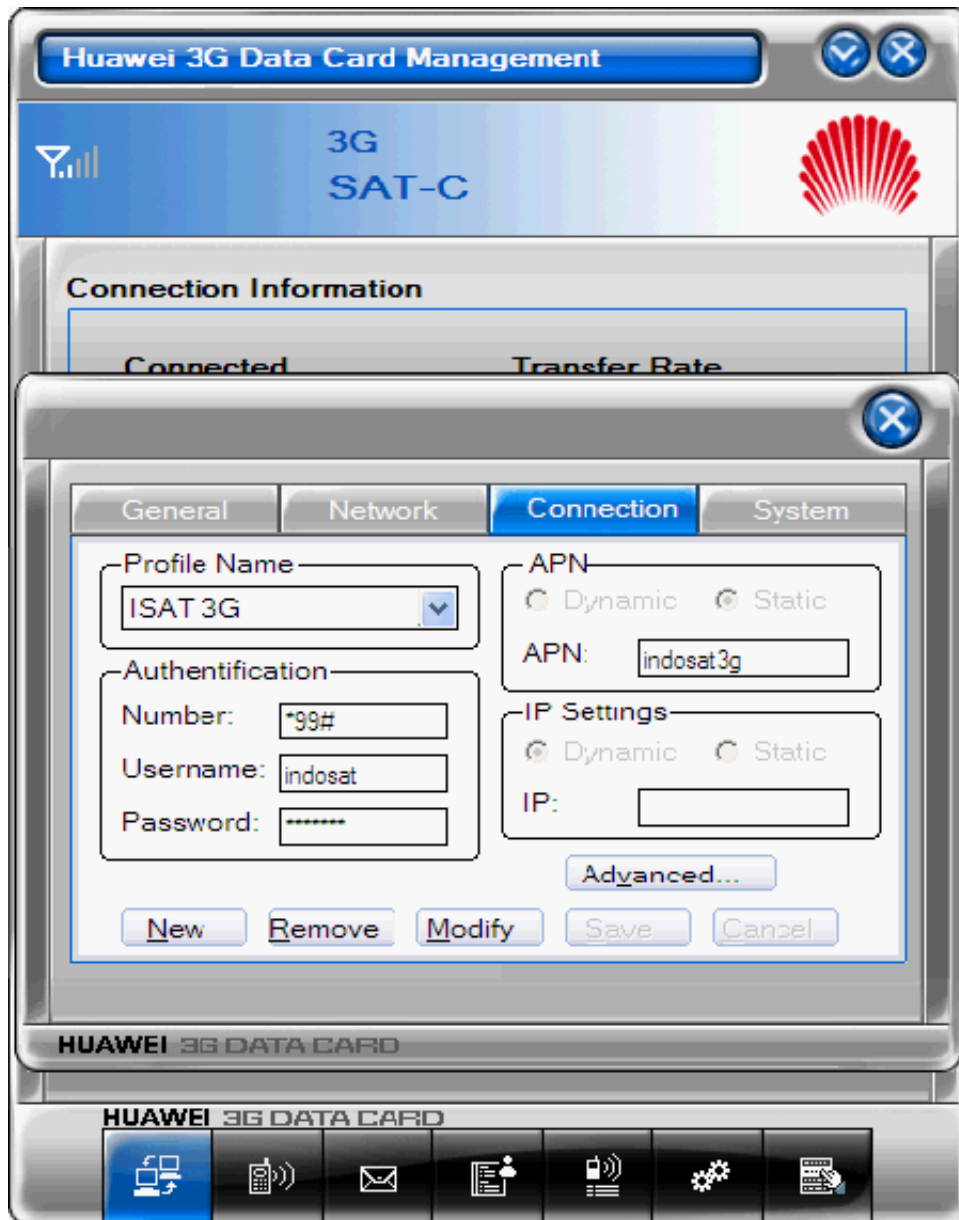 Huawei 3G Data Card Management
3G
SAT-C
Connection Information
Connected Transfer Rate
General Network Connection System
Profile Name
ISAT 3G
Authentification
Number: *99#
Username: indosat
Password: *******
APN
Dynamic Static
APN: indosat3g
IP Settings
Dynamic Static
IP:
Advanced...
New Remove Modify Save Cancel
HUAWEI 3G DATA CARD
HUAWEI 3G DATA CARD